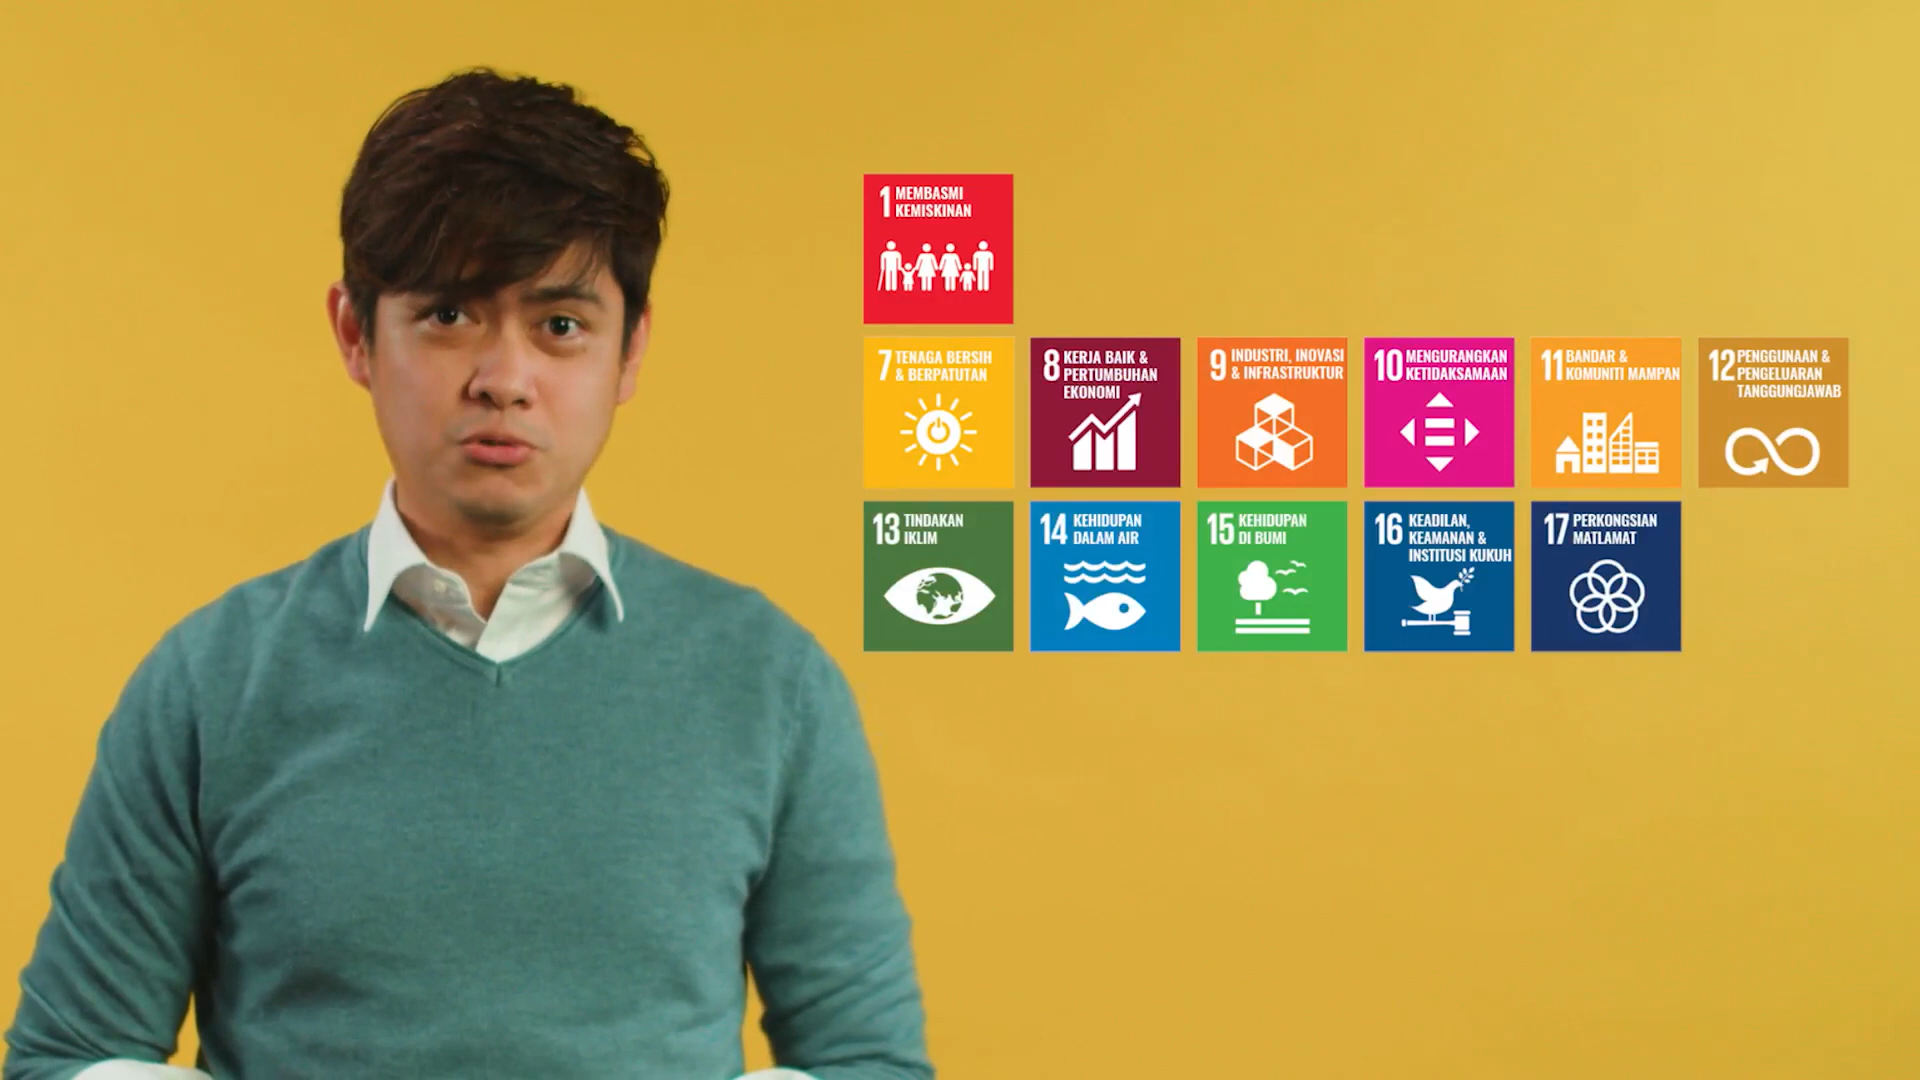 1 MEMBASMI
KEMISKINAN
7 TENAGA BERSIH
& BERPATUTAN
8 KERJA BAIK &
PERTUMBUHAN
EKONOMI
9 INDUSTRI, INOVASI
& INFRASTRUKTUR
10 MENGURANGKAN
KETIDAKSAMAAN
11 BANDAR &
KOMUNITI MAMPAN
12 PENGGUNAAN &
PENGELUARAN
TANGGUNGJAWAB
13 TINDAKAN
IKLIM
14 KEHIDUPAN
DALAM AIR
15 KEHIDUPAN
DI BUMI
16 KEADILAN,
KEAMANAN &
INSTITUSI KUKUH
17 PERKONGSIAN
MATLAMAT